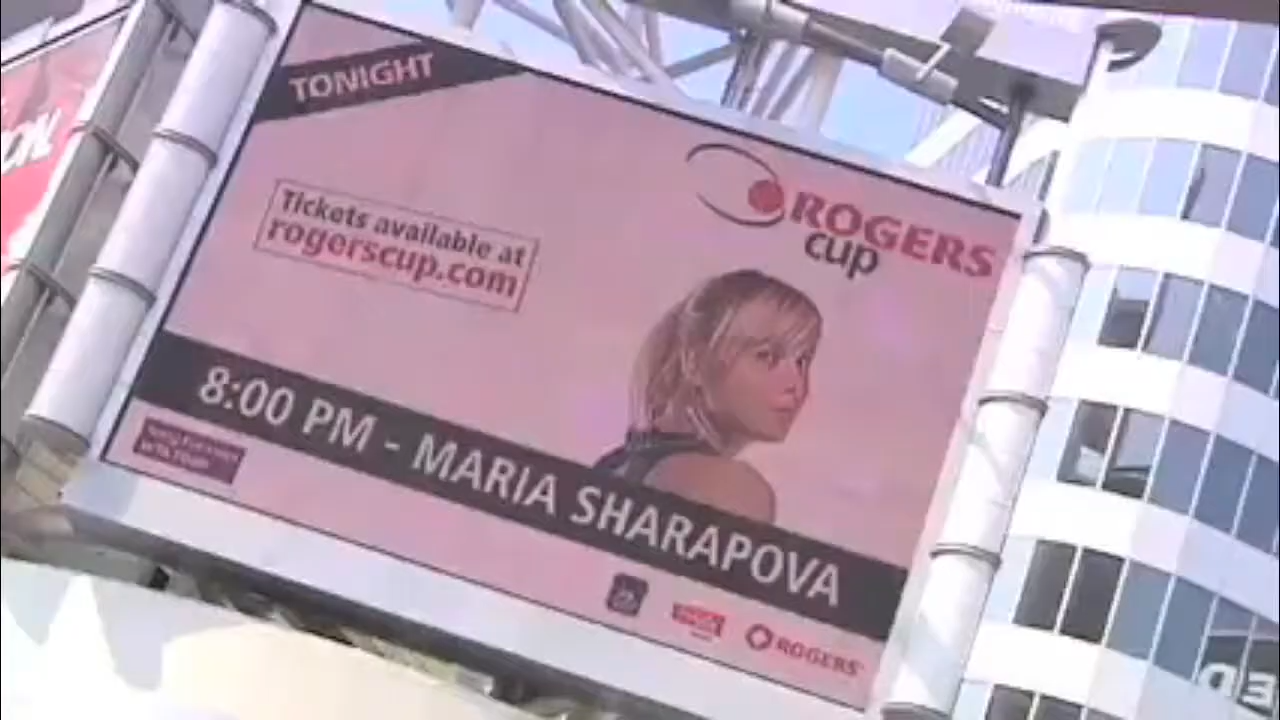 TONIGHT
ROGERS
cup
Tickets available at
rogerscup.com
8:00 PM - MARIA SHARAPOVA
ROGERS